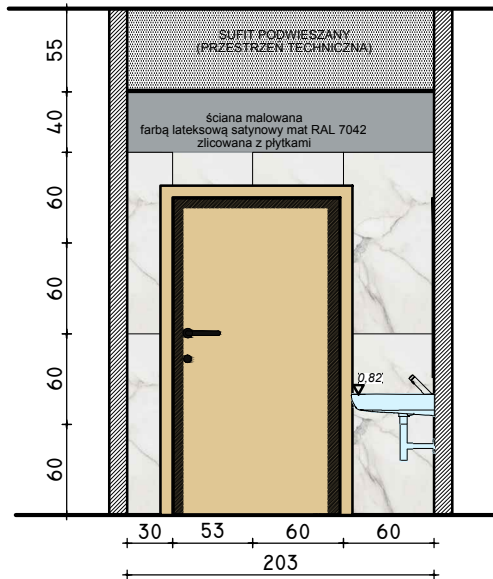 SUFIT PODWIESZANY
(PRZESTRZEŃ TECHNICZNA)
ściana malowana
farbą lateksową satynowy mat RAL 7042
zlicowana z płytkami
55
40
60
60
60
60
0,82
30 53 60 60
203